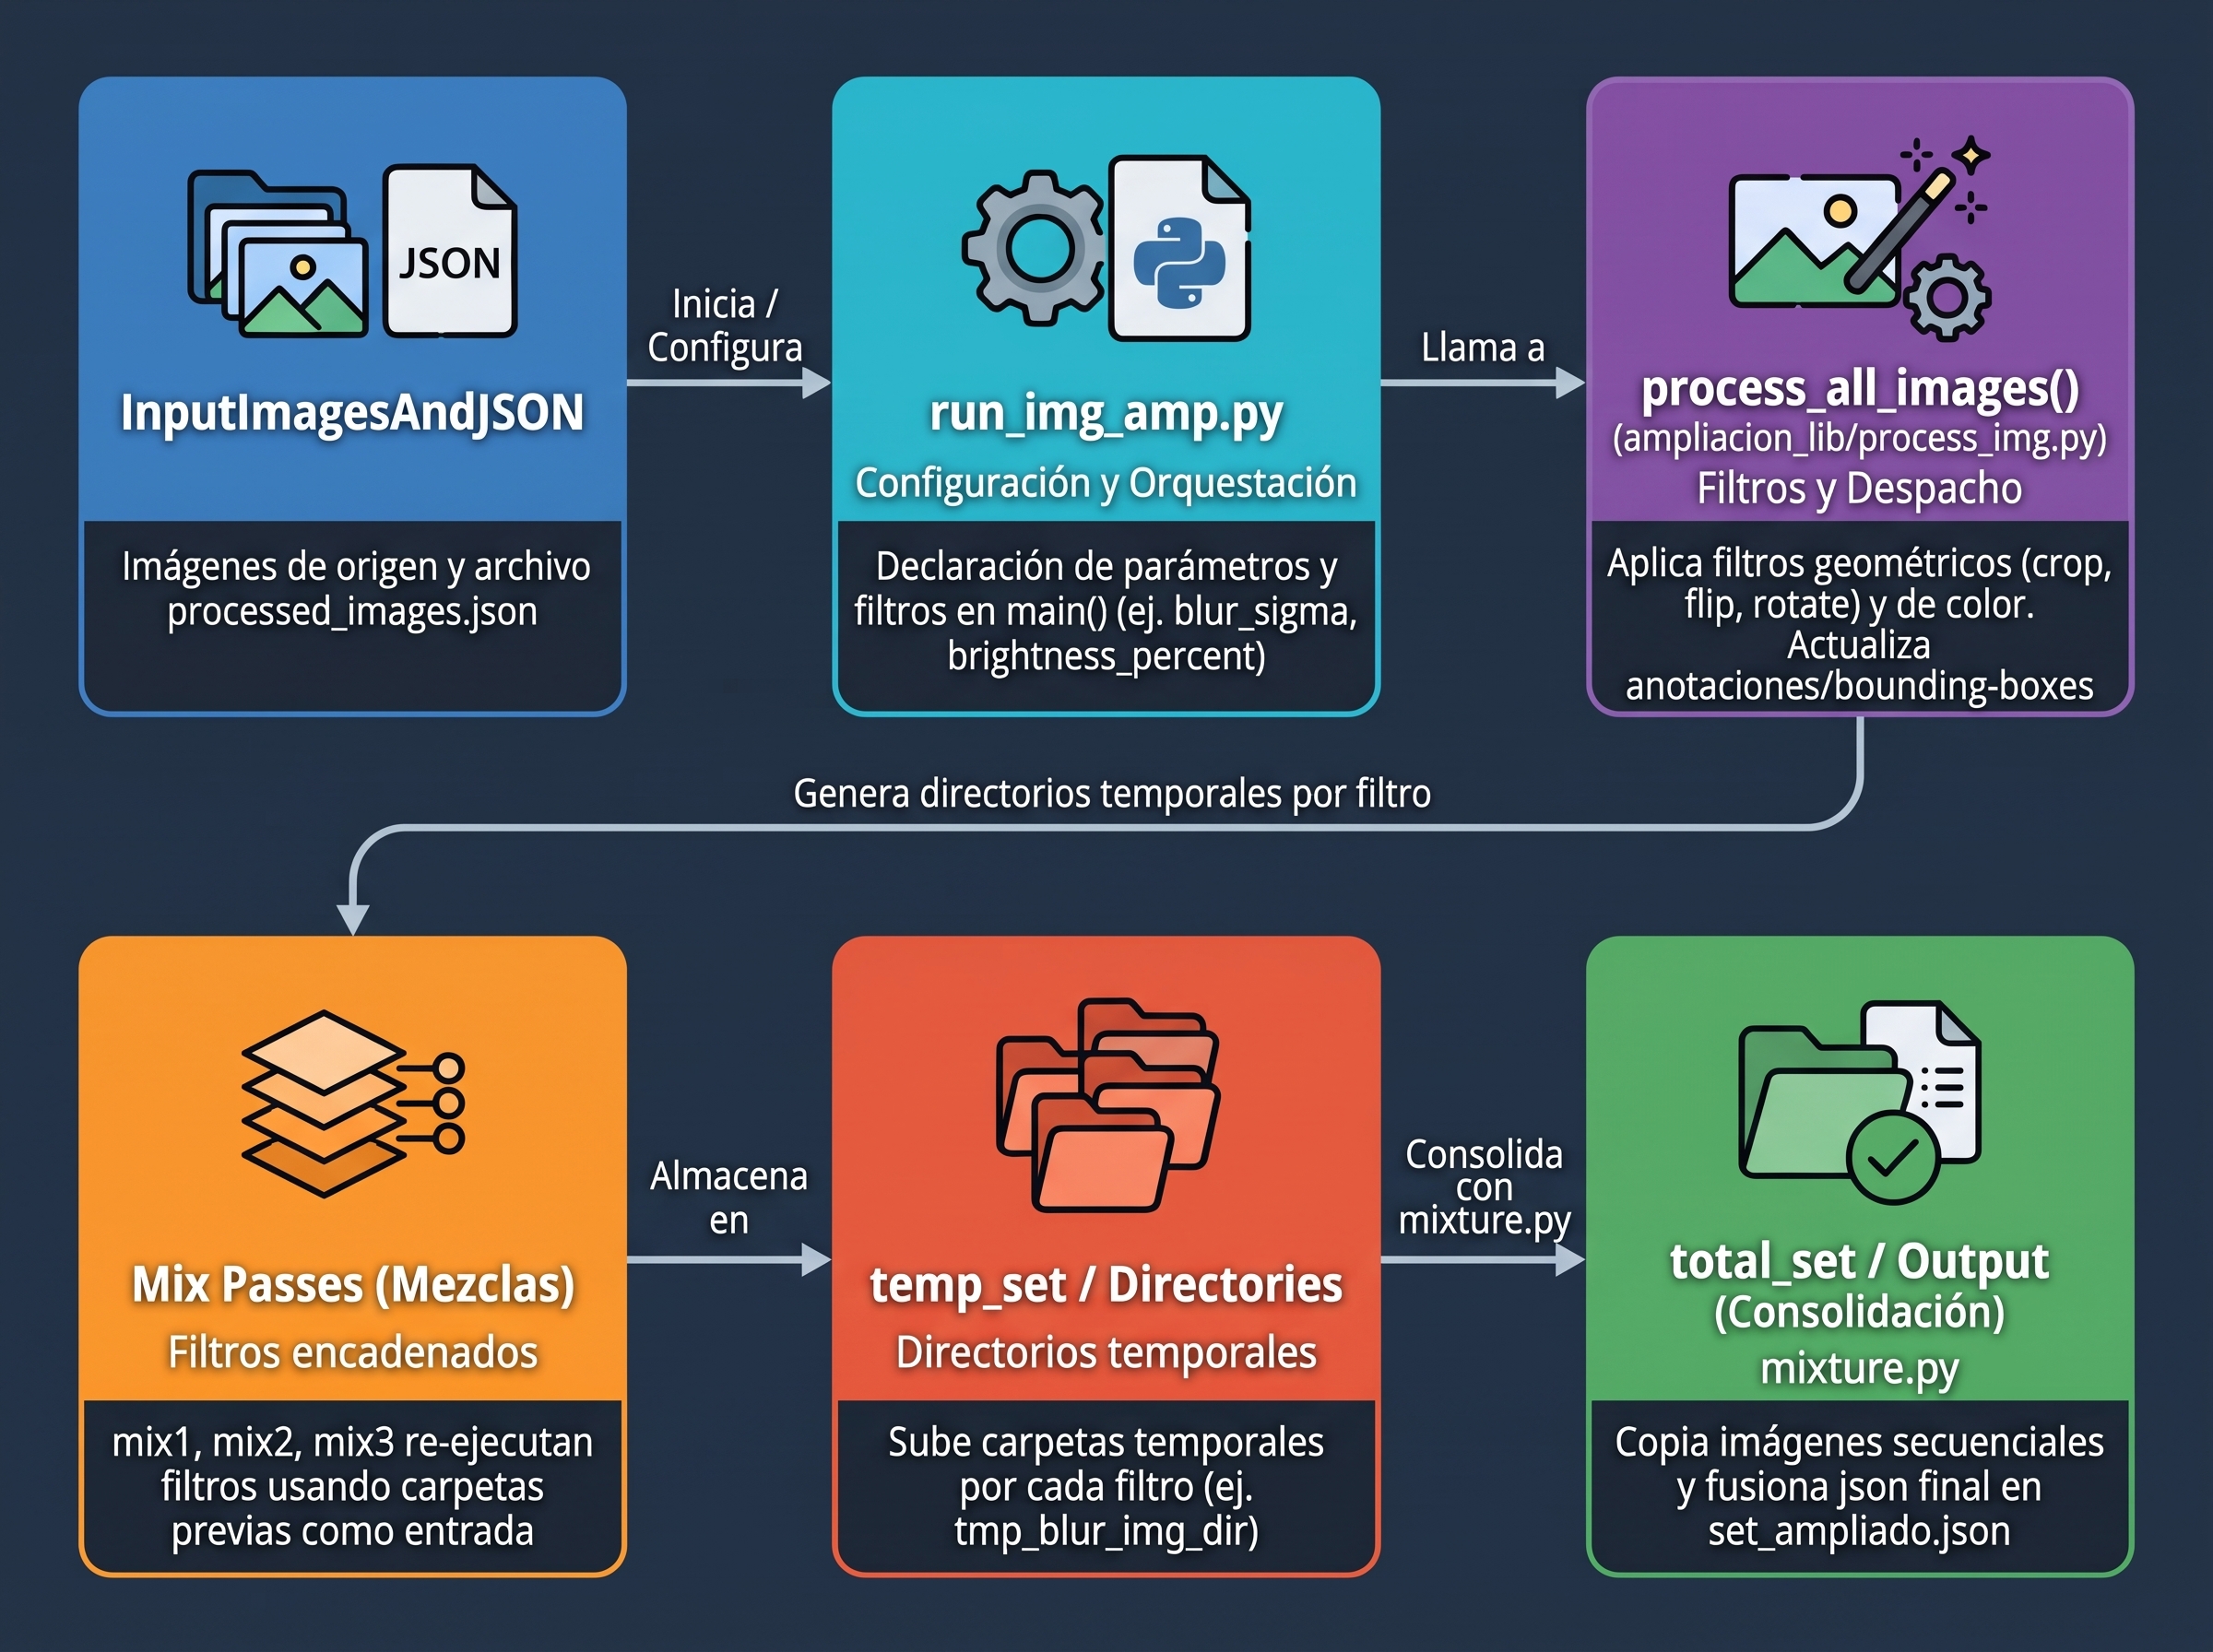 JSON
InputImagesAndJSON
Imágenes de origen y archivo
processed_images.json
Inicia /
Configura
run_img_amp.py
Configuración y Orquestación
Declaración de parámetros y
filtros en main() (ej. blur_sigma,
brightness_percent)
Llama a
process_all_images()
(ampliacion_lib/process_img.py)
Filtros y Despacho
Aplica filtros geométricos (crop,
flip, rotate) y de color.
Actualiza
anotaciones/bounding-boxes
Genera directorios temporales por filtro
Mix Passes (Mezclas)
Filtros encadenados
mix1, mix2, mix3 re-ejecutan
filtros usando carpetas
previas como entrada
Almacena
en
temp_set / Directories
Directorios temporales
Sube carpetas temporales
por cada filtro (ej.
tmp_blur_img_dir)
Consolida
con
mixture.py
total_set / Output
(Consolidación)
mixture.py
Copia imágenes secuenciales
y fusiona json final en
set_ampliado.json